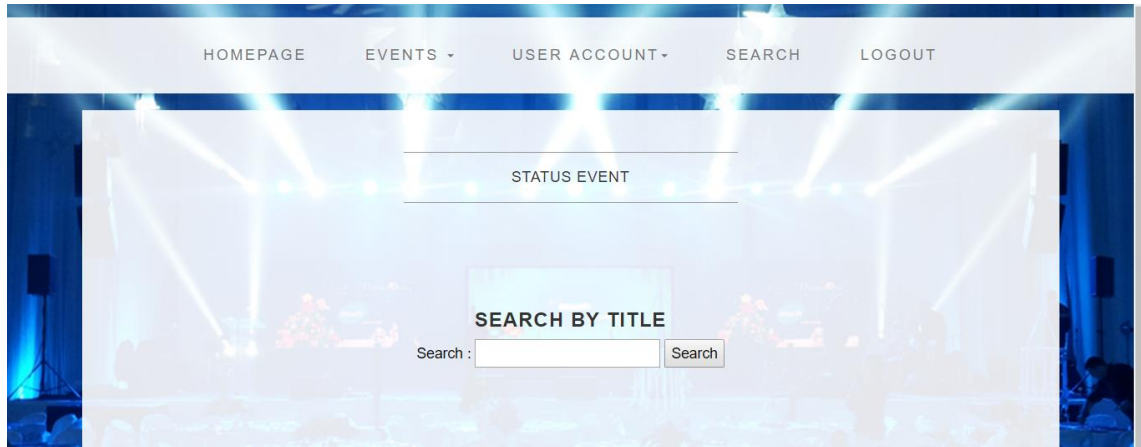 HOMEPAGE EVENTS USER ACCOUNT SEARCH LOGOUT
STATUS EVENT
SEARCH BY TITLE
Search : Search